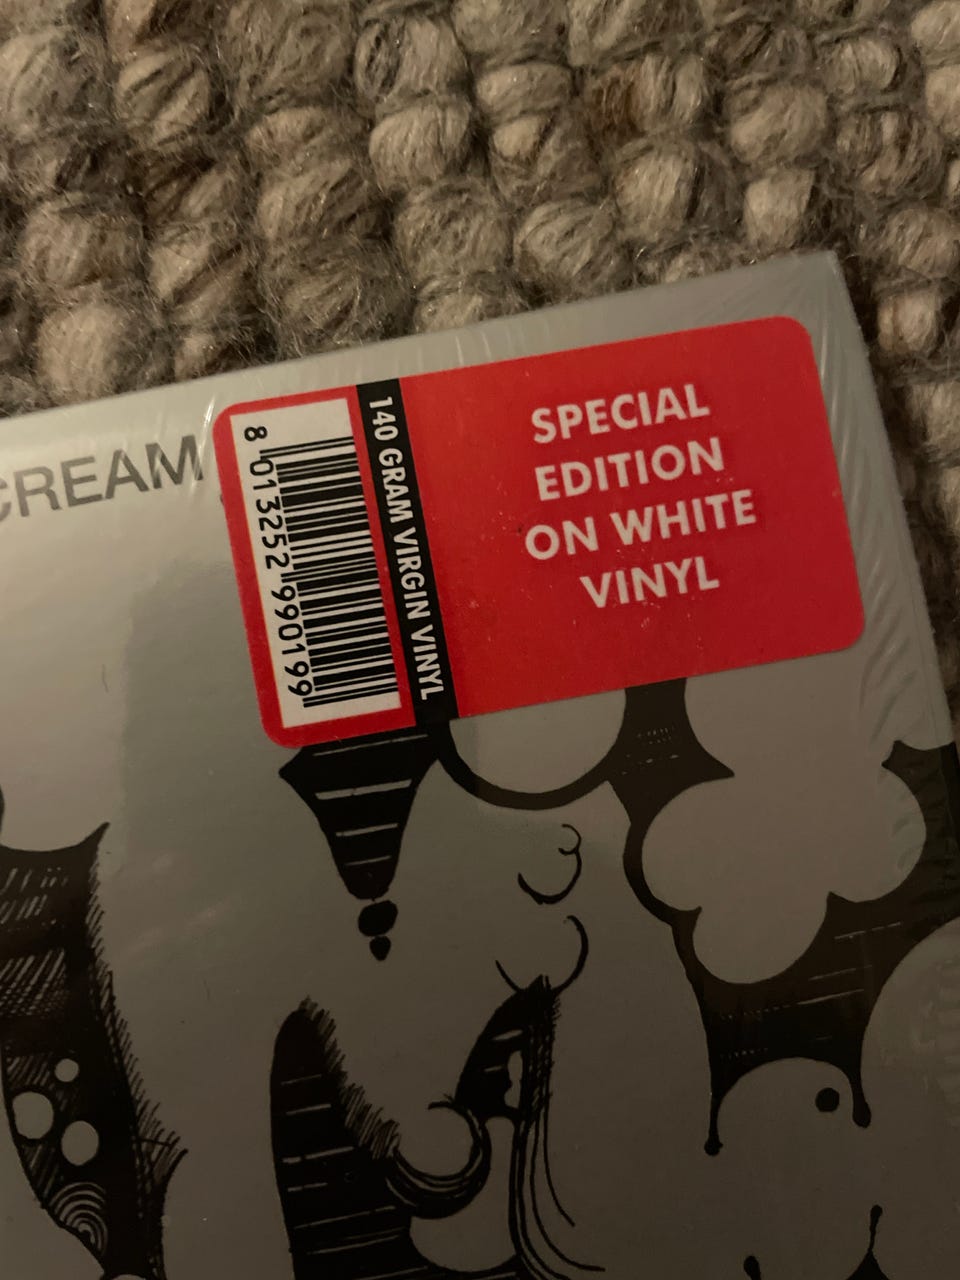 CREAM
8 013252 990199
140 GRAM VIRGIN VINYL
SPECIAL
EDITION
ON WHITE
VINYL